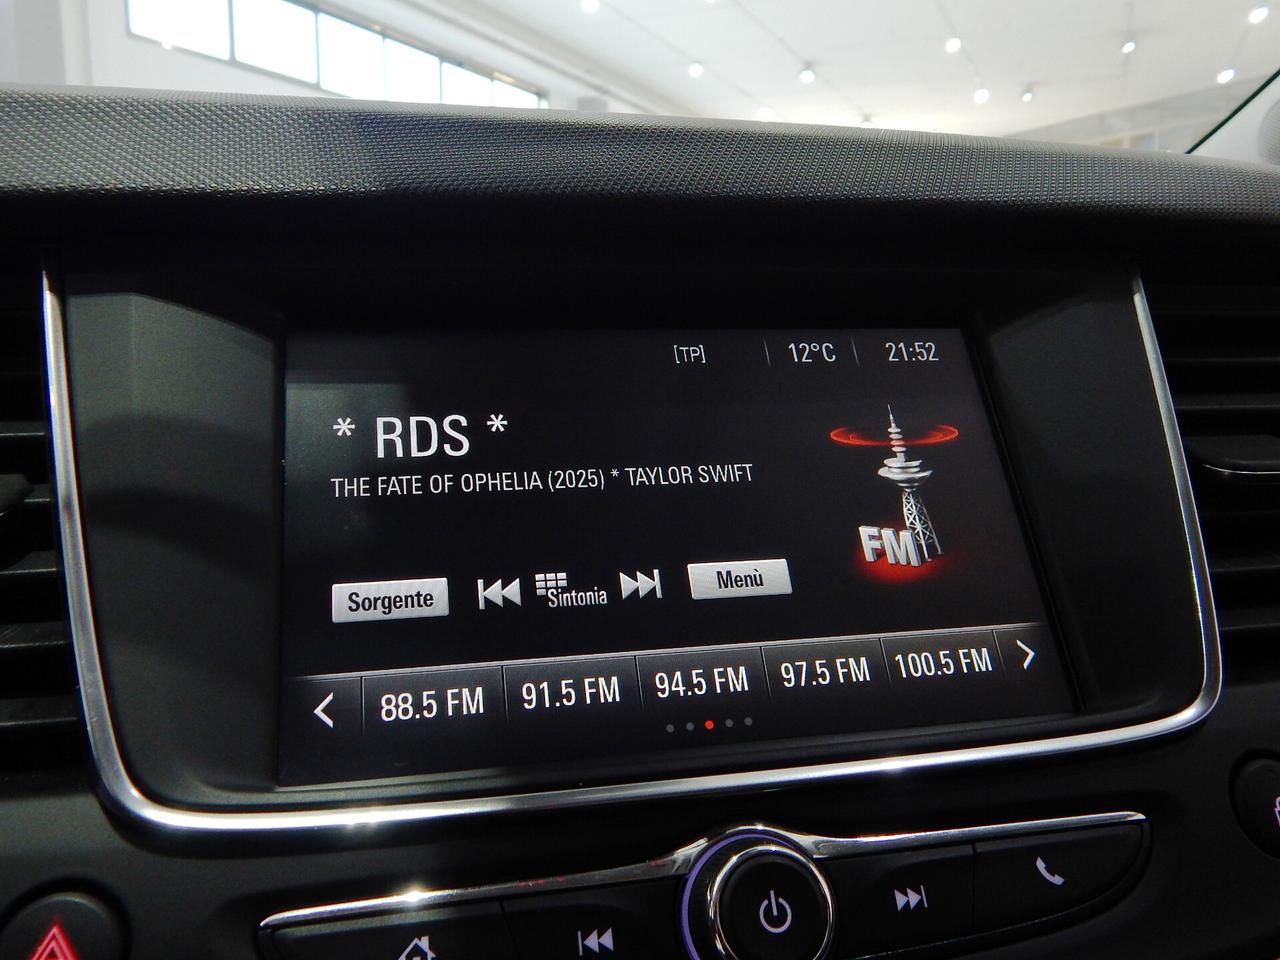 [TP] 12°C 21:52
* RDS *
THE FATE OF OPHELIA (2025) * TAYLOR SWIFT
FM
Sorgente Sintonia Menù
88.5 FM 91.5 FM 94.5 FM 97.5 FM 100.5 FM